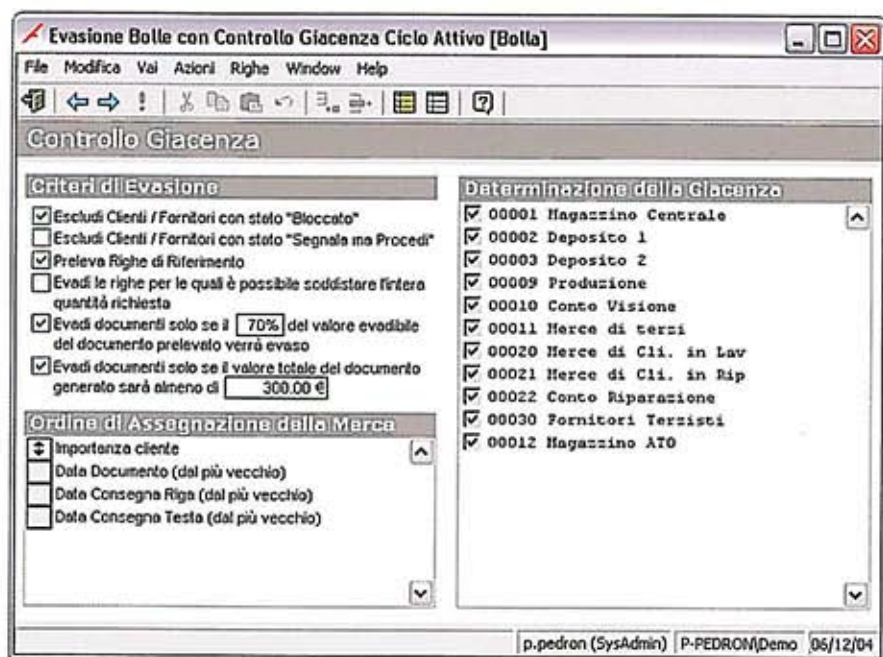 Evasione Bolle con Controllo Giacenza Ciclo Attivo [Bolla]
File Modifica Vai Azioni Righe Window Help
Controllo Giacenza
Criteri di Evasione
Escludi Clienti / Fornitori con stato "Bloccato"
Escludi Clienti / Fornitori con stato "Segnala ma Procedi"
Preleva Righe di Riferimento
Evadi le righe per le quali è possibile soddisfare l'intera
quantità richiesta
Evadi documenti solo se il 70% del valore evadibile
del documento prelevato verrà evaso
Evadi documenti solo se il valore totale del documento
generato sarà almeno di 300.00 €
Ordine di Assegnazione della Merce
Importanza cliente
Data Documento (dal più vecchio)
Data Consegna Riga (dal più vecchio)
Data Consegna Testa (dal più vecchio)
Determinazione della Giacenza
00001 Magazzino Centrale
00002 Deposito 1
00003 Deposito 2
00009 Produzione
00010 Conto Visione
00011 Merce di terzi
00020 Merce di Cli. in Lav
00021 Merce di Cli. in Rip
00022 Conto Riparazione
00030 Fornitori Terzisti
00012 Magazzino ATO
p.pedron (SysAdmin) P-PEDRON\Demo 06/12/04